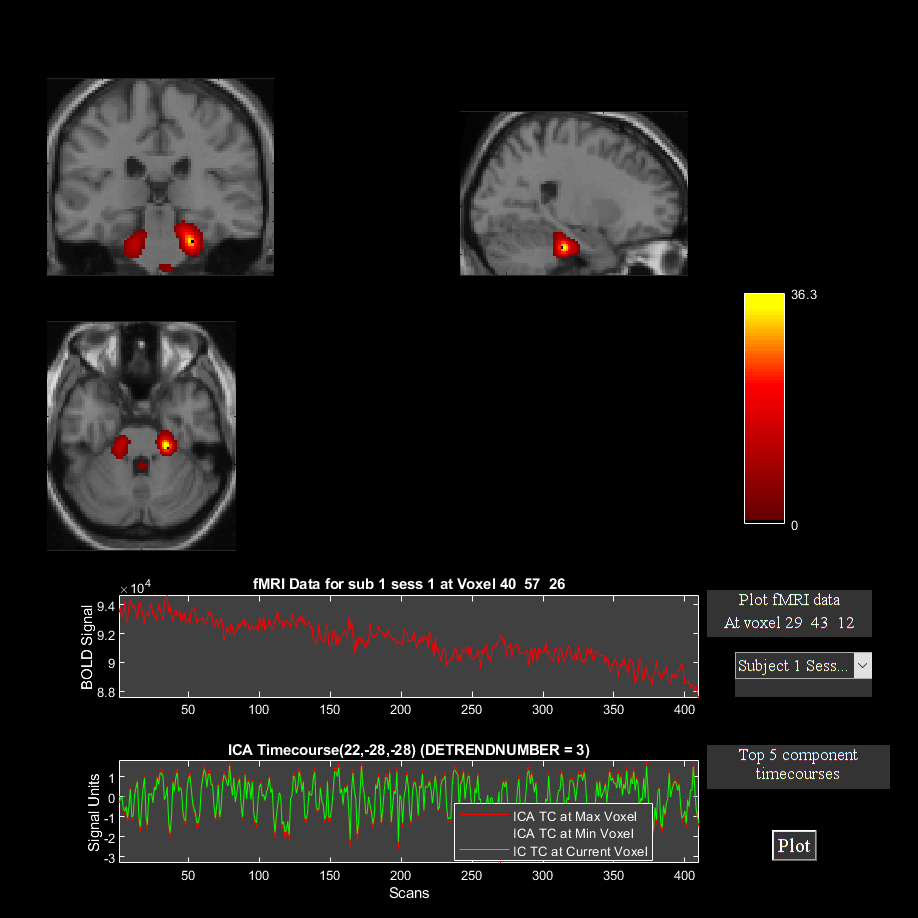 36.3
0
fMRI Data for sub 1 sess 1 at Voxel 40 57 26
×10^4
9.4
9.2
9
8.8
BOLD Signal
50 100 150 200 250 300 350 400
Plot fMRI data
At voxel 29 43 12
Subject 1 Sess...
ICA Timecourse(22,-28,-28) (DETRENDNUMBER = 3)
1
0
-1
-2
-3
Signal Units
ICA TC at Max Voxel
ICA TC at Min Voxel
IC TC at Current Voxel
50 100 150 200 250 300 350 400
Scans
Top 5 component
timecourses
Plot